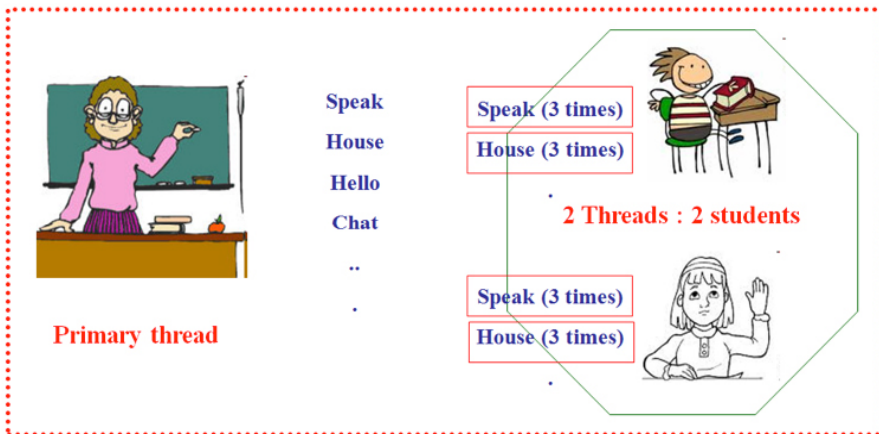 Speak
House
Hello
Chat
..
.
Primary thread
Speak (3 times)
House (3 times)
.
2 Threads : 2 students
Speak (3 times)
House (3 times)
.